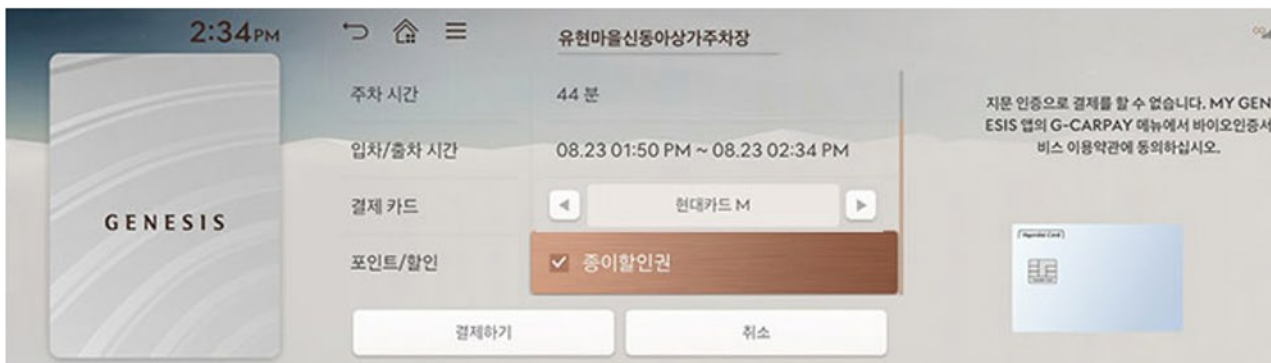 2:34PM
유현마을신동아상가주차장
GENESIS
주차 시간
44 분
입차/출차 시간
08.23 01:50 PM ~ 08.23 02:34 PM
결제 카드
현대카드 M
포인트/할인
종이할인권
결제하기
취소
지문 인증으로 결제를 할 수 없습니다. MY GEN
ESIS 앱의 G-CARPAY 메뉴에서 바이오인증서
비스 이용약관에 동의하십시오.
Hyundai Card